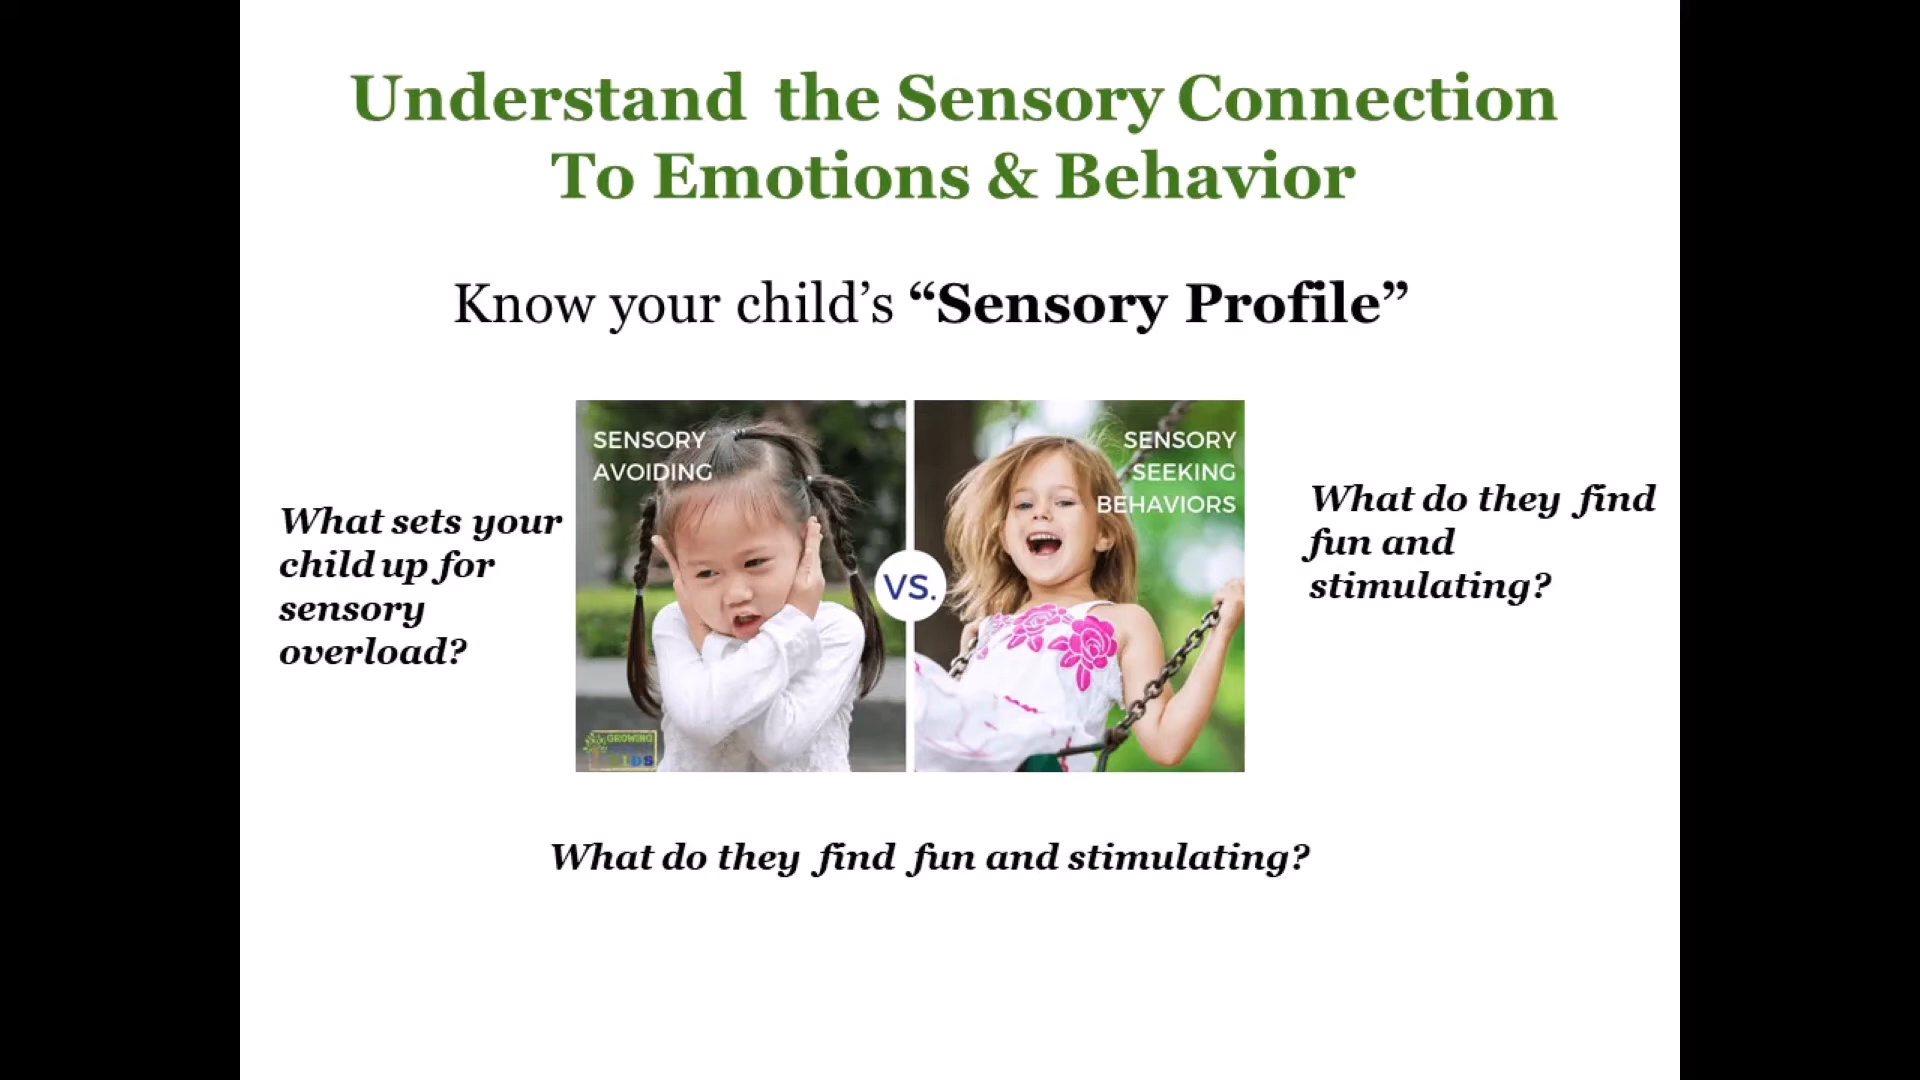 Understand the Sensory Connection
To Emotions & Behavior
Know your child’s “Sensory Profile”
What sets your
child up for
sensory
overload?
SENSORY
AVOIDING
VS.
SENSORY
SEEKING
BEHAVIORS
GROWING
KIDS
What do they find
fun and
stimulating?
What do they find fun and stimulating?